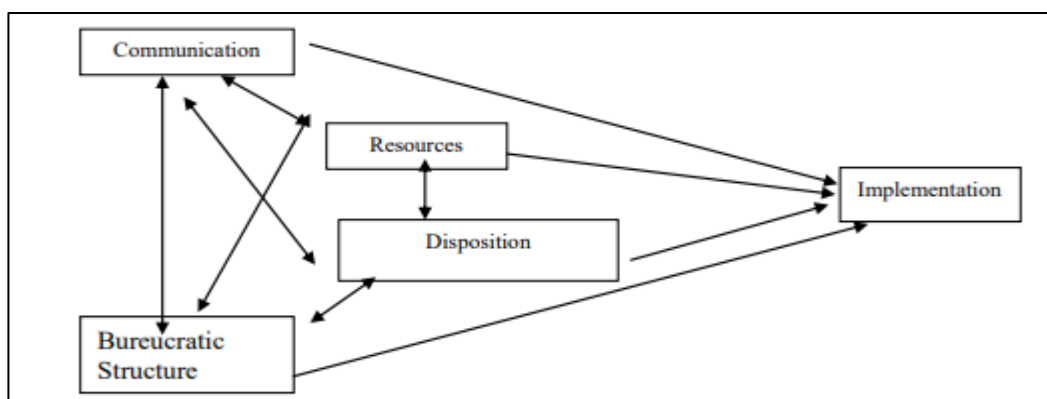 Communication
Resources
Implementation
Disposition
Bureucratic
Structure